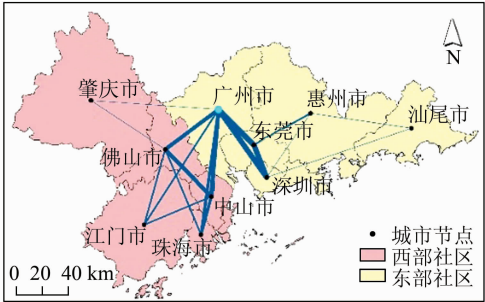 N
肇庆市
广州市
惠州市
汕尾市
东莞市
佛山市
深圳市
中山市
江门市
珠海市
城市节点
西部社区
东部社区
0 20 40 km